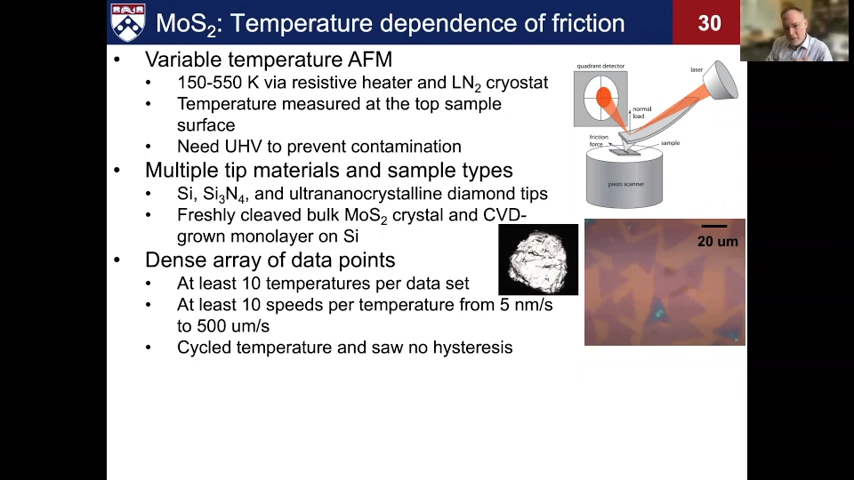 MoS₂: Temperature dependence of friction
30
• Variable temperature AFM
• 150-550 K via resistive heater and LN₂ cryostat
• Temperature measured at the top sample
surface
• Need UHV to prevent contamination
• Multiple tip materials and sample types
• Si, Si₃N₄, and ultrananocrystalline diamond tips
• Freshly cleaved bulk MoS₂ crystal and CVD-
grown monolayer on Si
• Dense array of data points
• At least 10 temperatures per data set
• At least 10 speeds per temperature from 5 nm/s
to 500 um/s
• Cycled temperature and saw no hysteresis
quadrant detector
laser
normal
load
friction
force
sample
piezo scanner
20 um